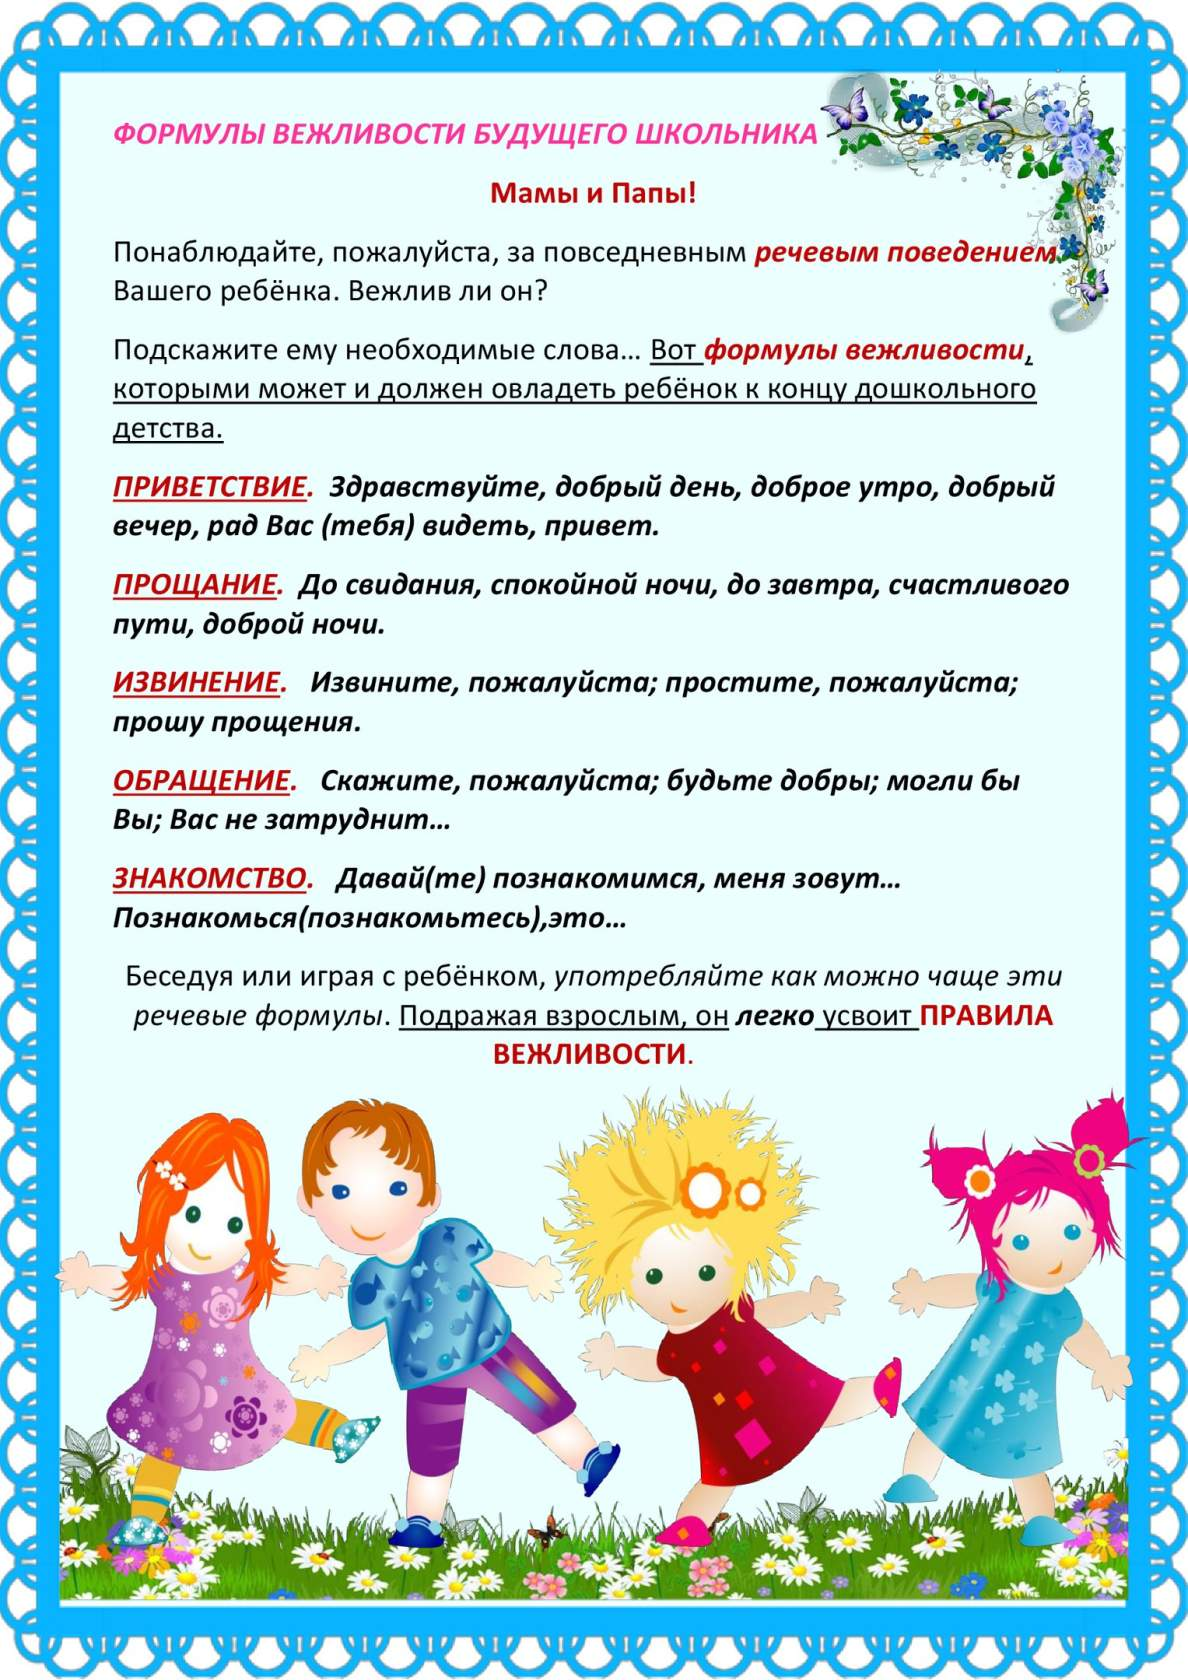 ФОРМУЛЫ ВЕЖЛИВОСТИ БУДУЩЕГО ШКОЛЬНИКА
Мамы и Папы!
Понаблюдайте, пожалуйста, за повседневным речевым поведением
Вашего ребёнка. Вежлив ли он?
Подскажите ему необходимые слова… Вот формулы вежливости,
которыми может и должен овладеть ребёнок к концу дошкольного
детства.
ПРИВЕТСТВИЕ. Здравствуйте, добрый день, доброе утро, добрый
вечер, рад Вас (тебя) видеть, привет.
ПРОЩАНИЕ. До свидания, спокойной ночи, до завтра, счастливого
пути, доброй ночи.
ИЗВИНЕНИЕ. Извините, пожалуйста; простите, пожалуйста;
прошу прощения.
ОБРАЩЕНИЕ. Скажите, пожалуйста; будьте добры; могли бы
Вы; Вас не затруднит…
ЗНАКОМСТВО. Давай(те) познакомимся, меня зовут…
Познакомься(познакомьтесь),это…
Беседуя или играя с ребёнком, употребляйте как можно чаще эти
речевые формулы. Подражая взрослым, он легко усвоит ПРАВИЛА
ВЕЖЛИВОСТИ.